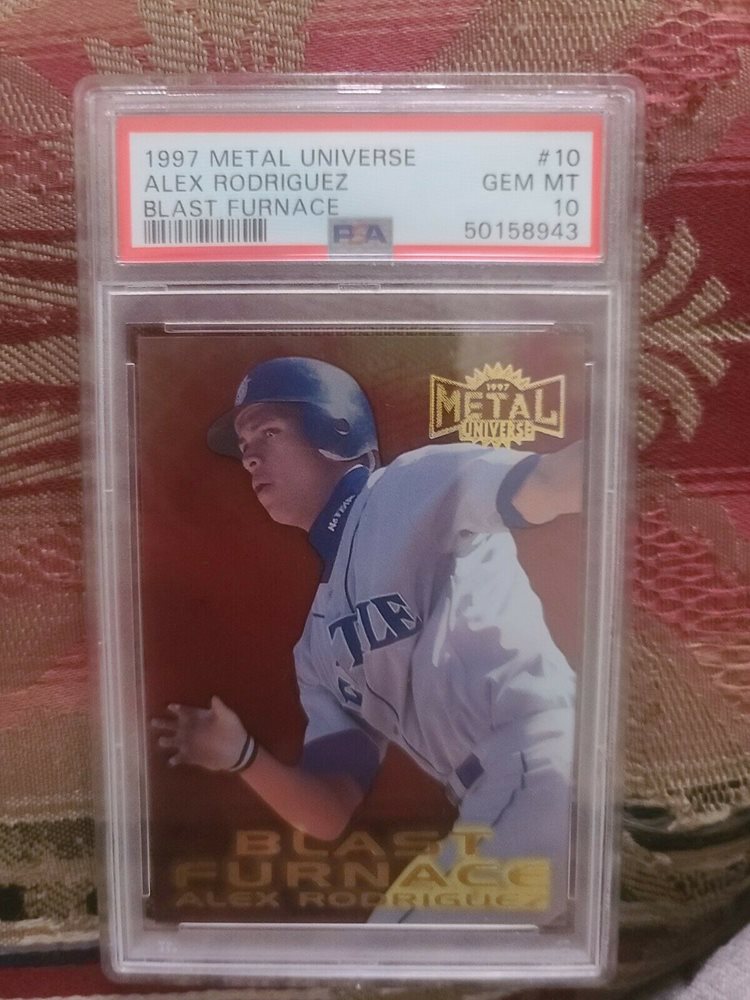 1997 METAL UNIVERSE #10
ALEX RODRIGUEZ GEM MT
BLAST FURNACE 10
PSA 50158943
1997
METAL
UNIVERSE
TTLE
BLAST
FURNACE
ALEX RODRIGUEZ